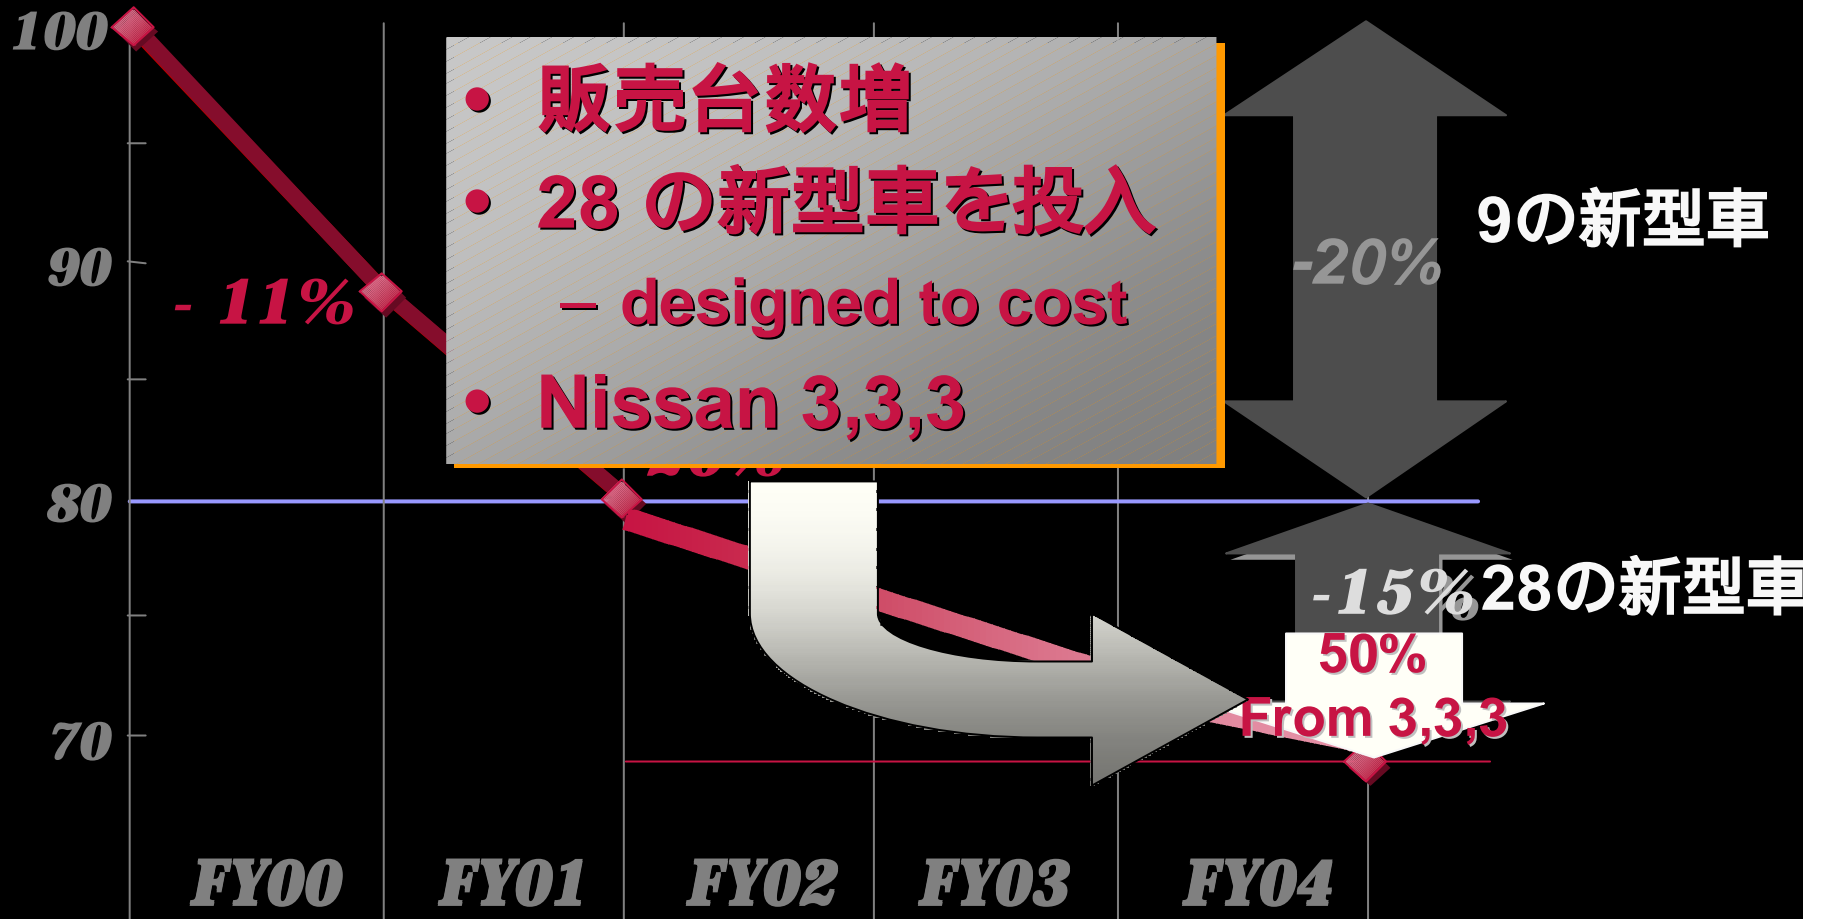 100
90
80
70
- 11%
• 販売台数増
• 28 の新型車を投入
– designed to cost
• Nissan 3,3,3
-20%
9の新型車
-15%
28の新型車
50%
From 3,3,3
FY00
FY01
FY02
FY03
FY04